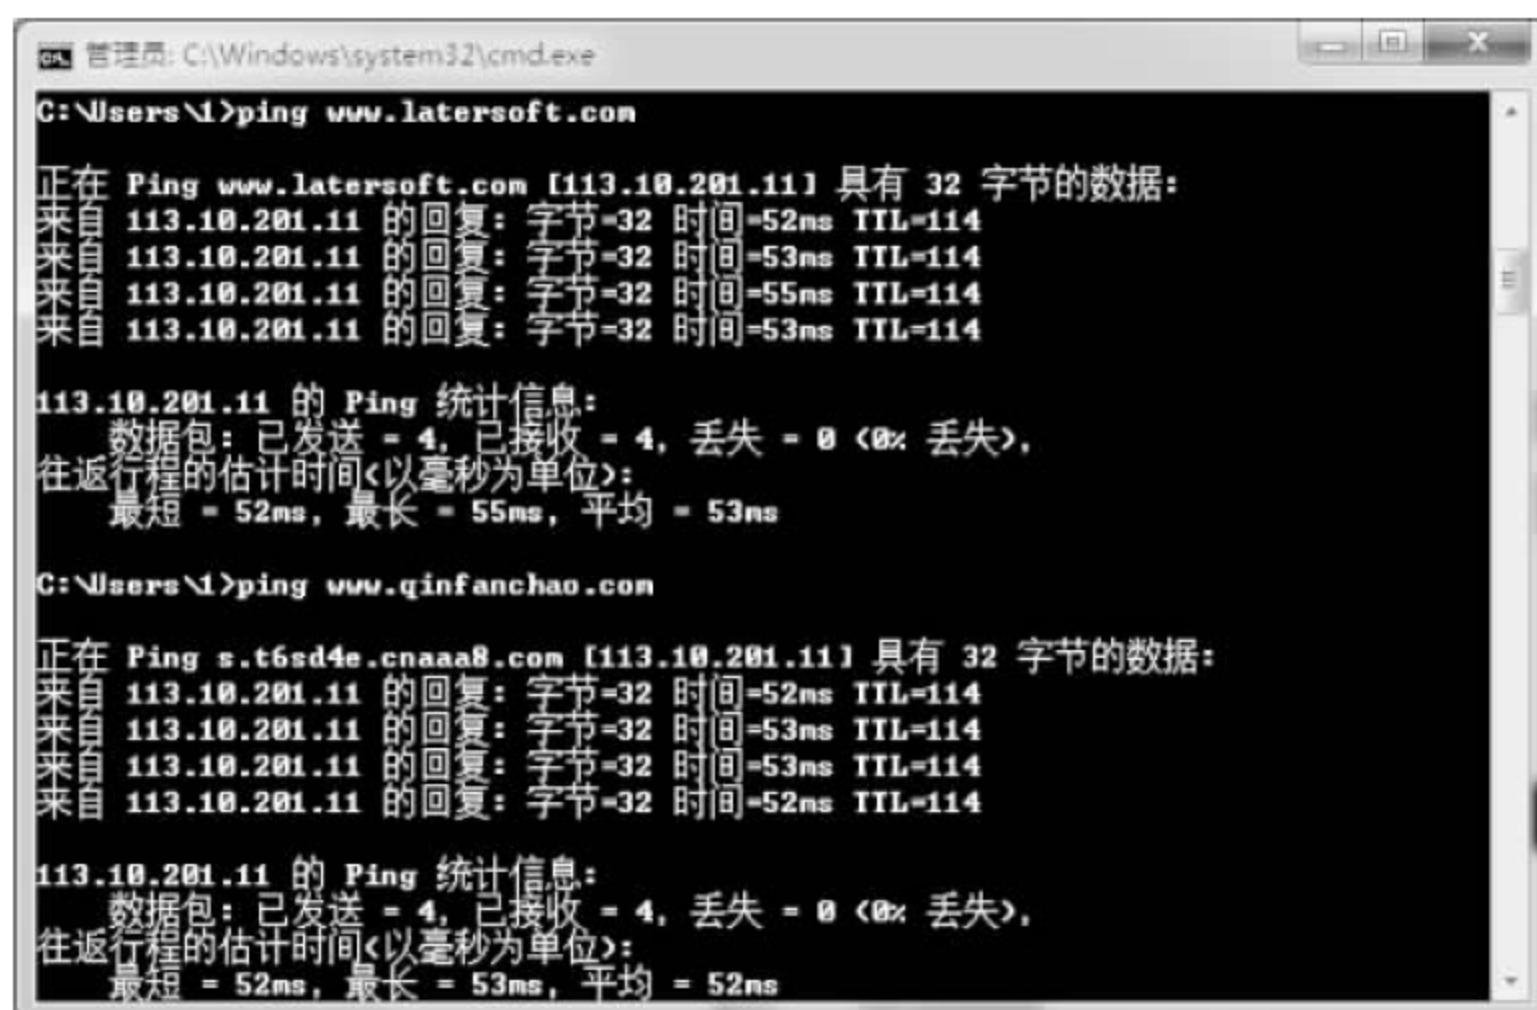 管理员: C:\Windows\system32\cmd.exe
C:\Users\1>ping www.latersoft.com
正在 Ping www.latersoft.com [113.10.201.11] 具有 32 字节的数据:
来自 113.10.201.11 的回复: 字节=32 时间=52ms TTL=114
来自 113.10.201.11 的回复: 字节=32 时间=53ms TTL=114
来自 113.10.201.11 的回复: 字节=32 时间=55ms TTL=114
来自 113.10.201.11 的回复: 字节=32 时间=53ms TTL=114
113.10.201.11 的 Ping 统计信息:
数据包: 已发送 = 4, 已接收 = 4, 丢失 = 0 (0% 丢失),
往返行程的估计时间(以毫秒为单位):
最短 = 52ms, 最长 = 55ms, 平均 = 53ms
C:\Users\1>ping www.qinfanchao.com
正在 Ping s.t6sd4e.cnaaa8.com [113.10.201.11] 具有 32 字节的数据:
来自 113.10.201.11 的回复: 字节=32 时间=52ms TTL=114
来自 113.10.201.11 的回复: 字节=32 时间=53ms TTL=114
来自 113.10.201.11 的回复: 字节=32 时间=53ms TTL=114
来自 113.10.201.11 的回复: 字节=32 时间=52ms TTL=114
113.10.201.11 的 Ping 统计信息:
数据包: 已发送 = 4, 已接收 = 4, 丢失 = 0 (0% 丢失),
往返行程的估计时间(以毫秒为单位):
最短 = 52ms, 最长 = 53ms, 平均 = 52ms